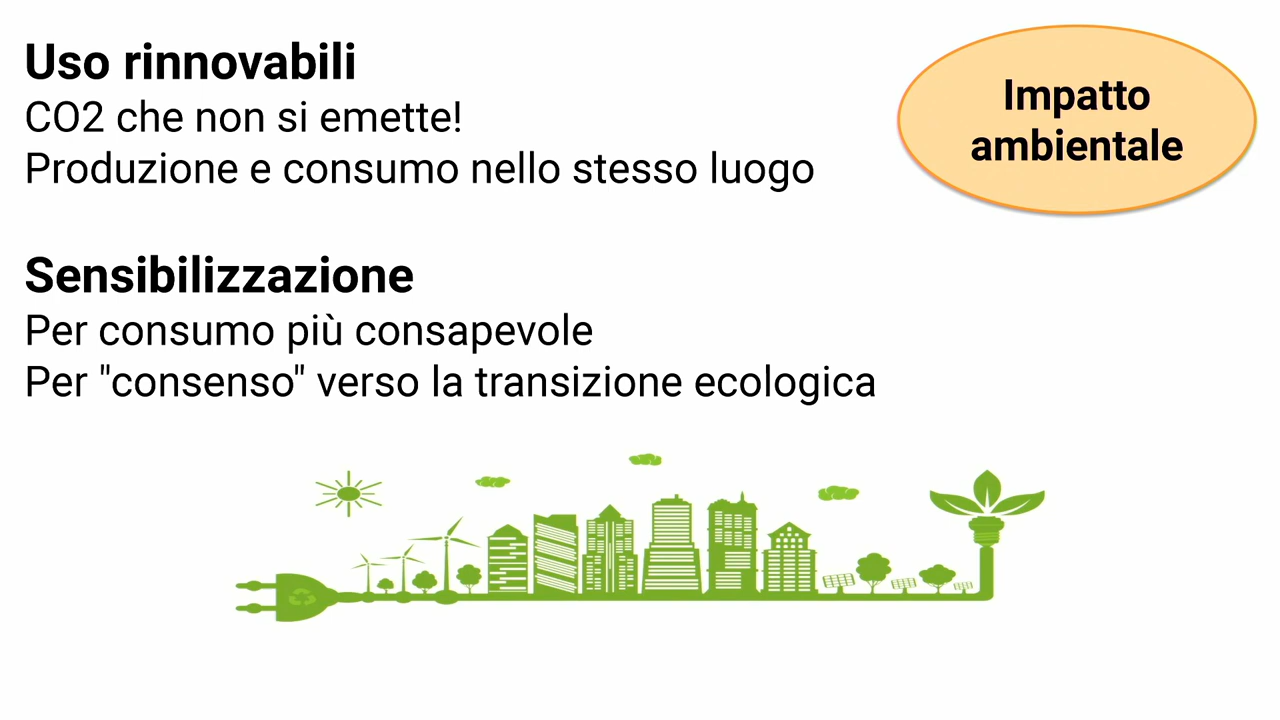 Uso rinnovabili
CO2 che non si emette!
Produzione e consumo nello stesso luogo
Impatto
ambientale
Sensibilizzazione
Per consumo più consapevole
Per "consenso" verso la transizione ecologica